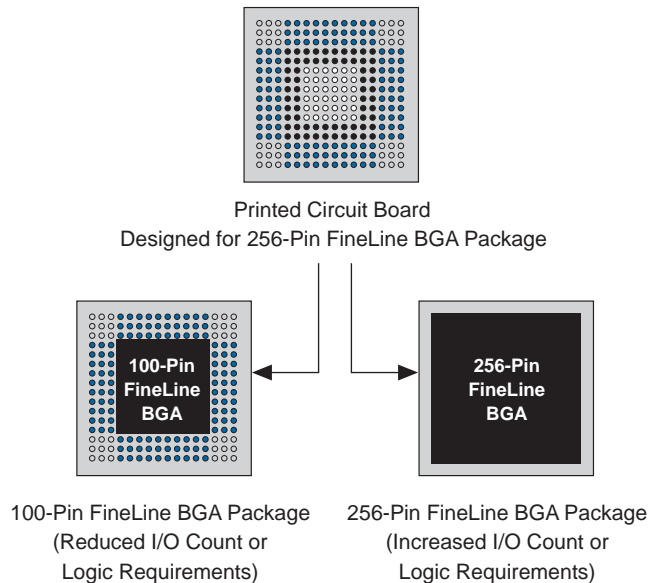 Printed Circuit Board
Designed for 256-Pin FineLine BGA Package
100-Pin
FineLine
BGA
256-Pin
FineLine
BGA
100-Pin FineLine BGA Package
(Reduced I/O Count or
Logic Requirements)
256-Pin FineLine BGA Package
(Increased I/O Count or
Logic Requirements)